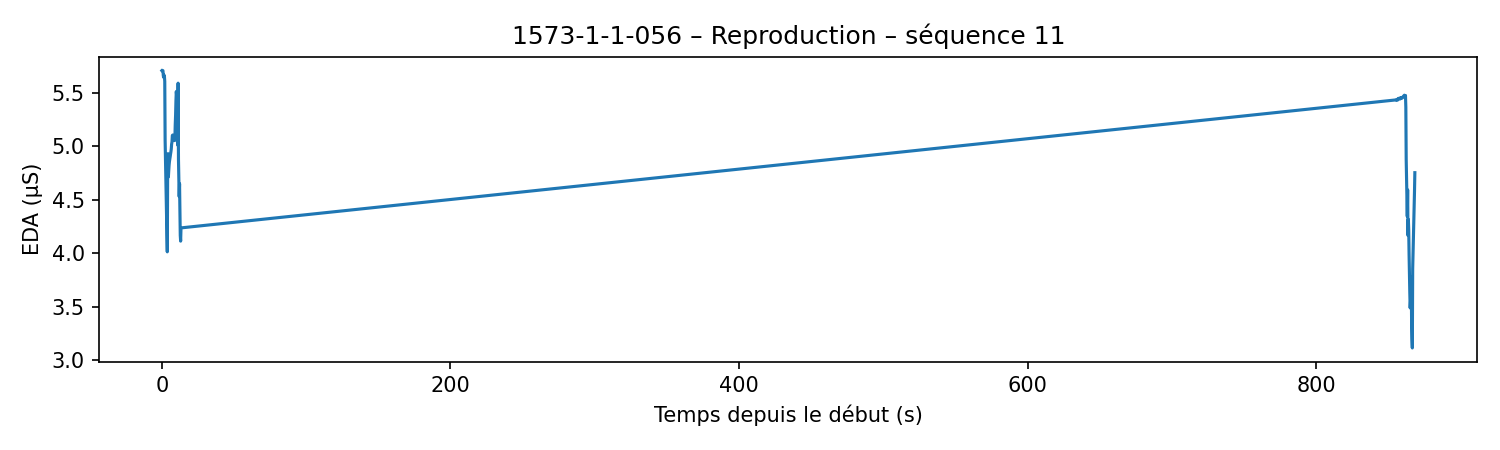 1573-1-1-056 – Reproduction – séquence 11
EDA (µS)
5.5
5.0
4.5
4.0
3.5
3.0
0 200 400 600 800
Temps depuis le début (s)